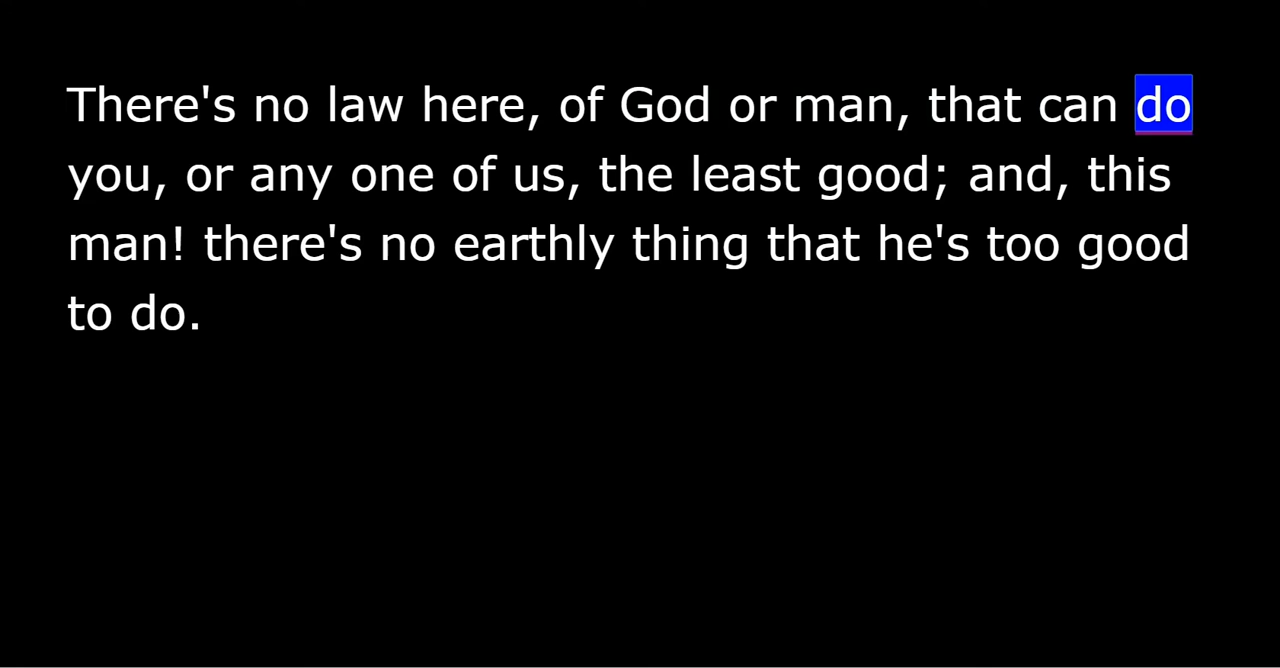 There's no law here, of God or man, that can do
you, or any one of us, the least good; and, this
man! there's no earthly thing that he's too good
to do.